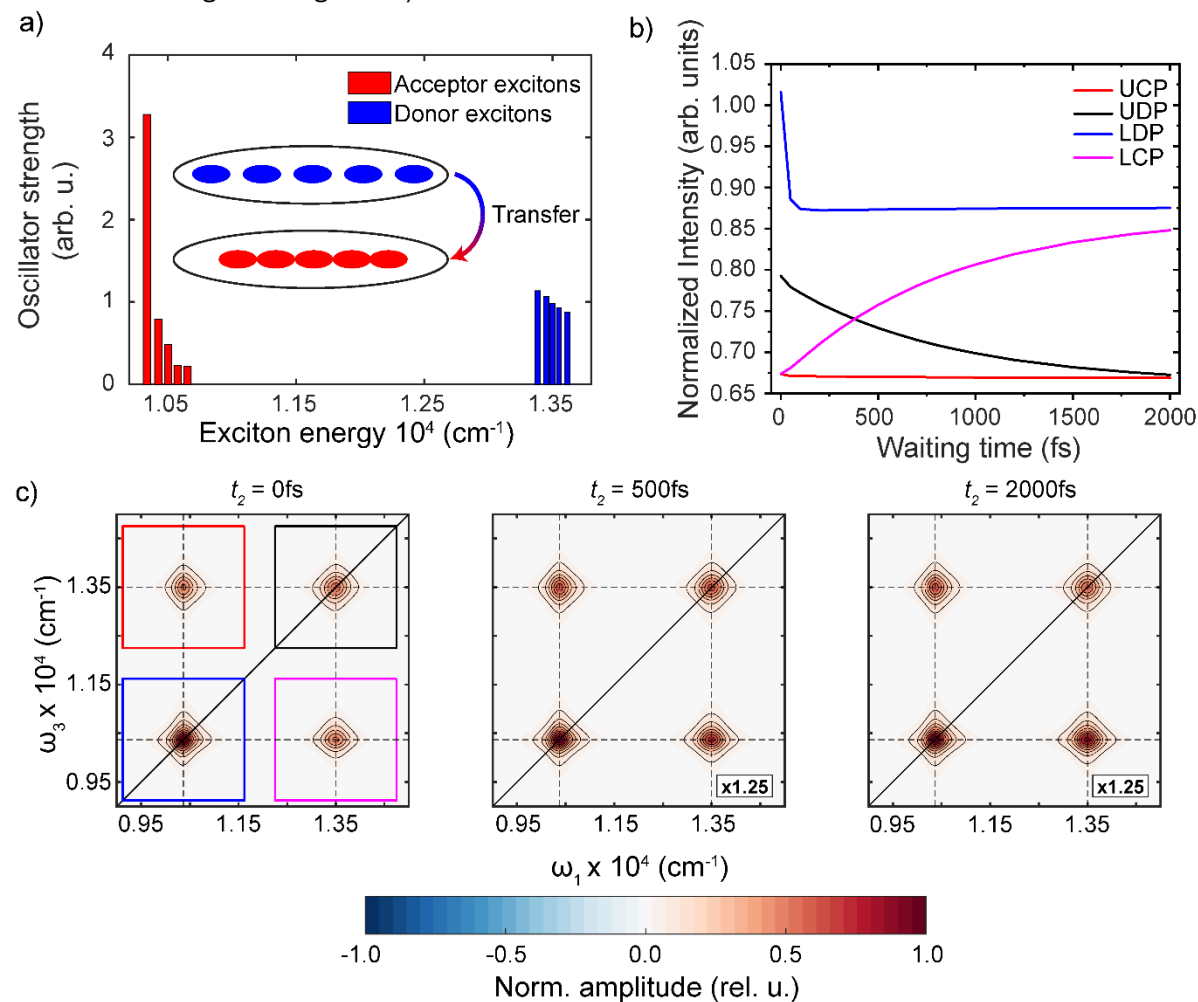 a)
Oscillator strength
(arb. u.)
4
3
2
1
0
Acceptor excitons
Donor excitons
Transfer
1.05
1.15
1.25
1.35
Exciton energy 10⁴ (cm⁻¹)
b)
Normalized Intensity (arb. units)
1.05
1.00
0.95
0.90
0.85
0.80
0.75
0.70
0.65
UCP
UDP
LDP
LCP
0
500
1000
1500
2000
Waiting time (fs)
c)
t₂ = 0fs
t₂ = 500fs
t₂ = 2000fs
ω₃ x 10⁴ (cm⁻¹)
1.35
1.15
0.95
x1.25
x1.25
0.95 1.15 1.35
0.95 1.15 1.35
0.95 1.15 1.35
ω₁ x 10⁴ (cm⁻¹)
-1.0 -0.5 0.0 0.5 1.0
Norm. amplitude (rel. u.)